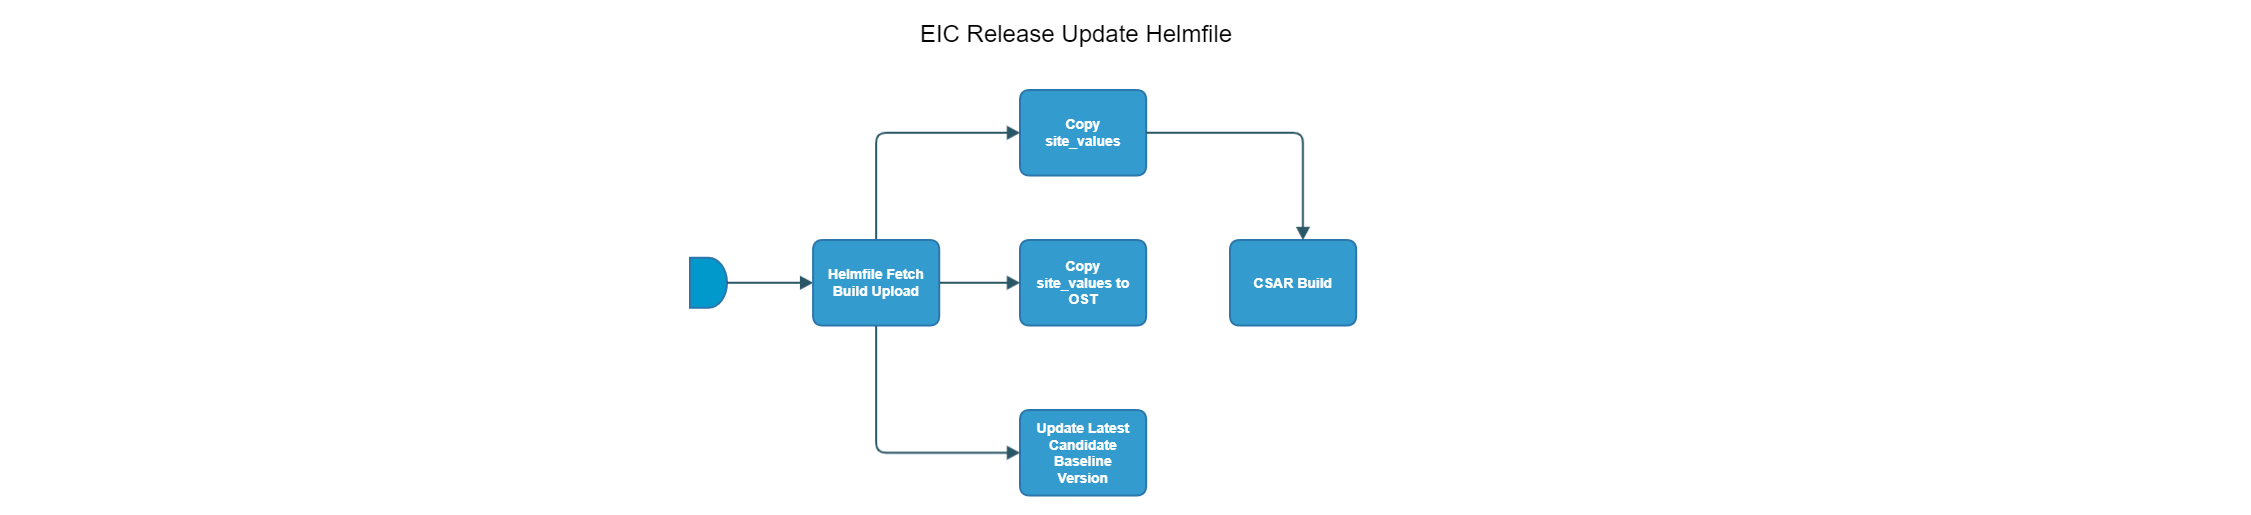 EIC Release Update Helmfile
Copy
site_values
Helmfile Fetch
Build Upload
Copy
site_values to
OST
CSAR Build
Update Latest
Candidate
Baseline
Version